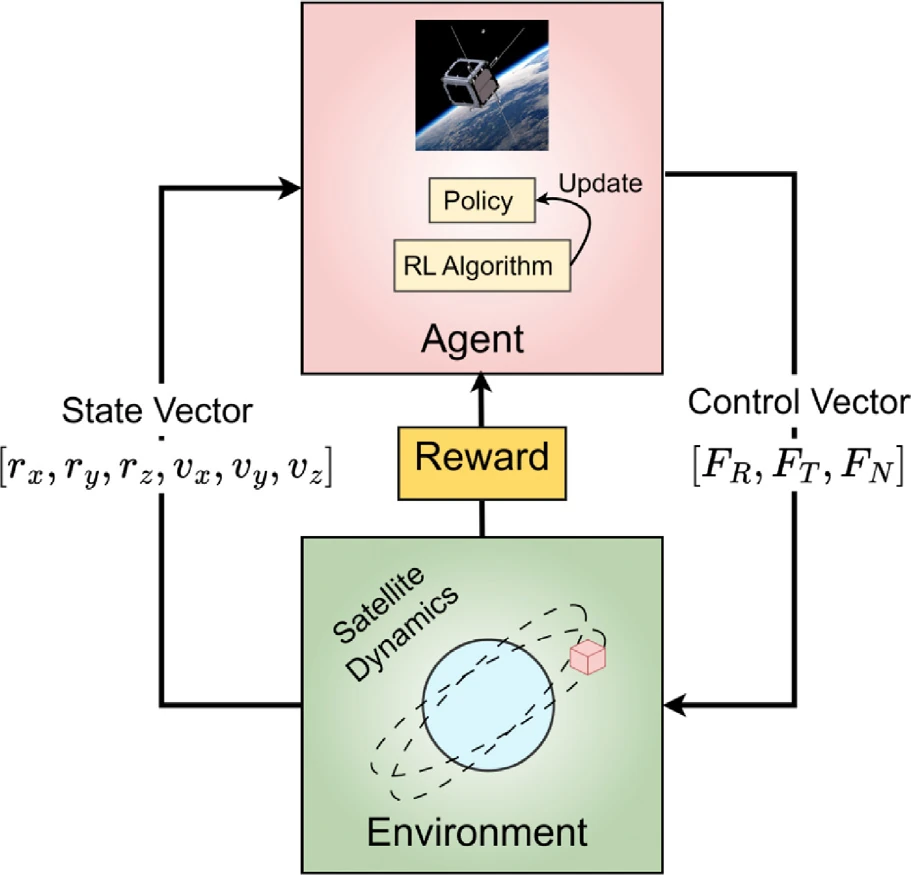 Policy
Update
RL Algorithm
Agent
State Vector
[r_x, r_y, r_z, v_x, v_y, v_z]
Reward
Control Vector
[F_R, F_T, F_N]
Satellite
Dynamics
Environment